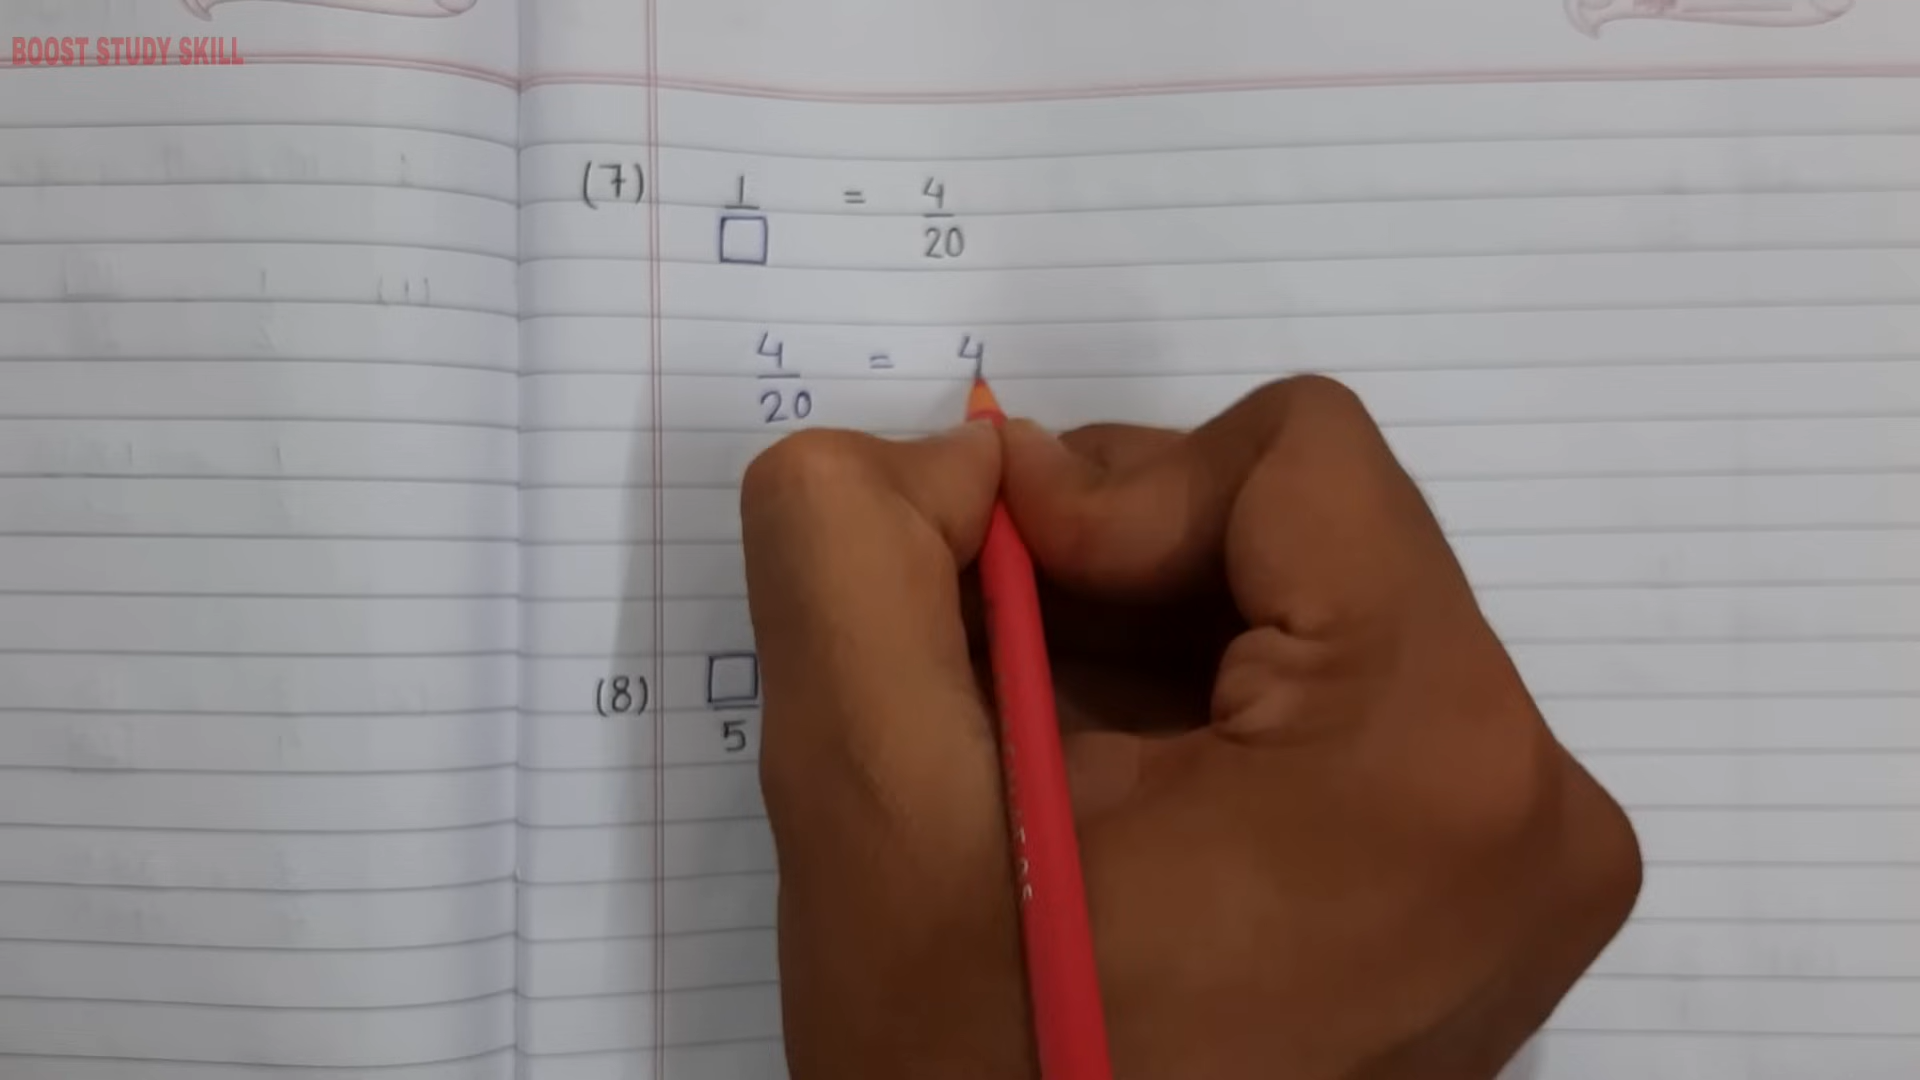 BOOST STUDY SKILL
(7) 1/□ = 4/20
4/20 = 4
(8) □/5